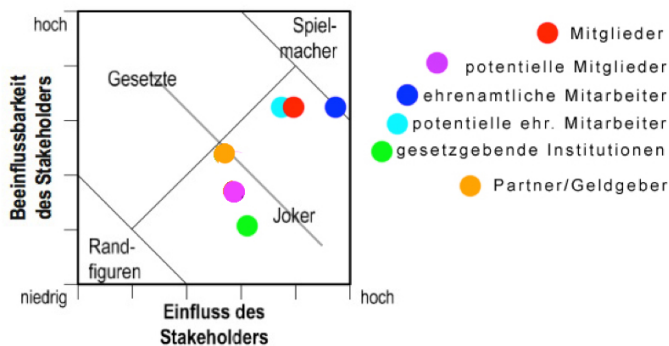 hoch
Beeinflussbarkeit
des Stakeholders
Spiel-
macher
Gesetzte
Joker
Rand-
figuren
niedrig
Einfluss des
Stakeholders
hoch
Mitglieder
potentielle Mitglieder
ehrenamtliche Mitarbeiter
potentielle ehr. Mitarbeiter
gesetzgebende Institutionen
Partner/Geldgeber